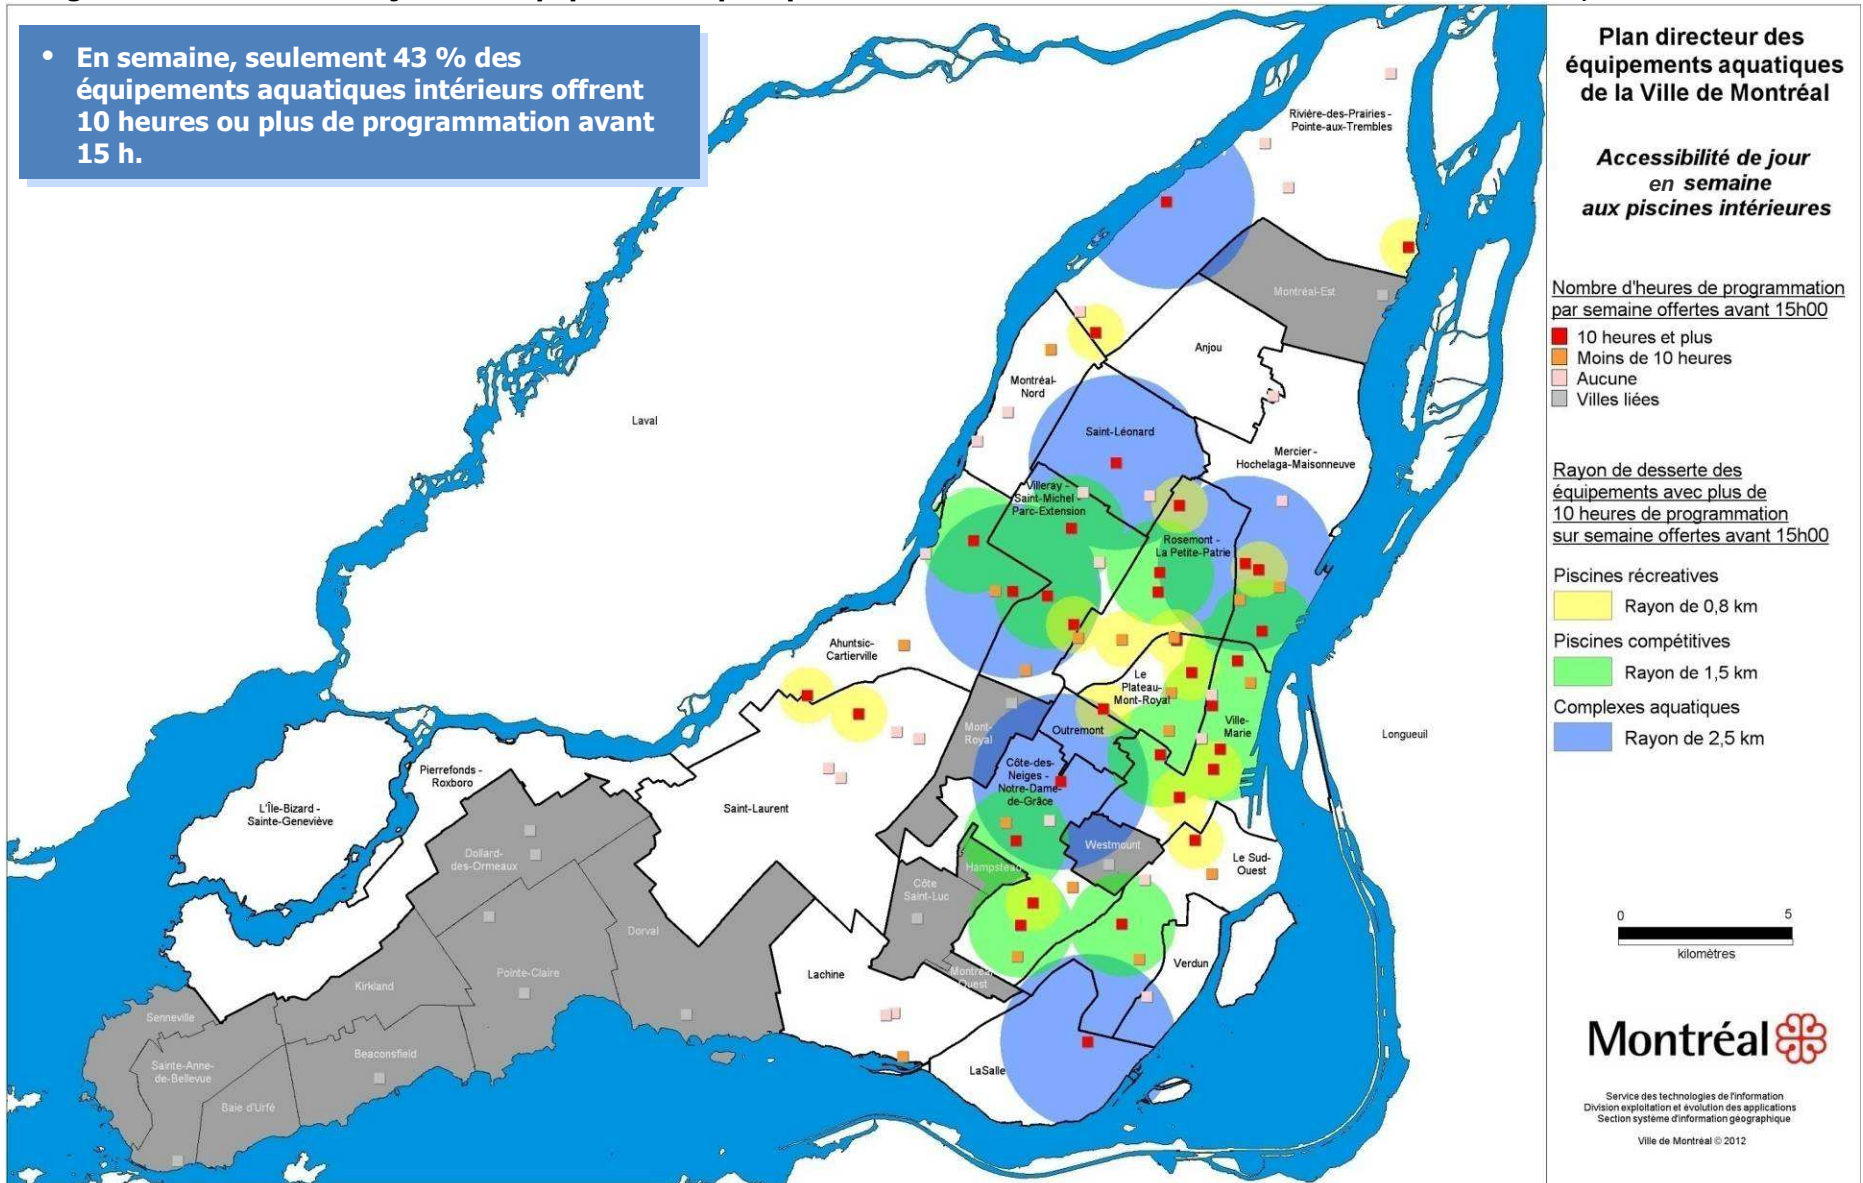 • En semaine, seulement 43 % des
équipements aquatiques intérieurs offrent
10 heures ou plus de programmation avant
15 h.
Plan directeur des
équipements aquatiques
de la Ville de Montréal
Accessibilité de jour
en semaine
aux piscines intérieures
Nombre d'heures de programmation
par semaine offertes avant 15h00
10 heures et plus
Moins de 10 heures
Aucune
Villes liées
Rayon de desserte des
équipements avec plus de
10 heures de programmation
sur semaine offertes avant 15h00
Piscines récreatives
Rayon de 0,8 km
Piscines compétitives
Rayon de 1,5 km
Complexes aquatiques
Rayon de 2,5 km
0 5
kilomètres
Montréal
Service des technologies de l'information
Division exploitation et évolution des applications
Section système d'information géographique
Ville de Montréal © 2012
Rivière-des-Prairies -
Pointe-aux-Trembles
Montréal-Est
Anjou
Montréal-
Nord
Laval
Saint-Léonard
Mercier -
Hochelaga-Maisonneuve
Villeray -
Saint-Michel -
Parc-Extension
Rosemont -
La Petite-Patrie
Ahuntsic-
Cartierville
Le
Plateau-
Mont-Royal
Mont-
Royal
Outremont
Ville-
Marie
Longueuil
Pierrefonds -
Roxboro
Côte-des-
Neiges -
Notre-Dame-
de-Grâce
L'Île-Bizard -
Sainte-Geneviève
Saint-Laurent
Westmount
Dollard-
des-Ormeaux
Hampstead
Le Sud-
Ouest
Côte
Saint-Luc
Dorval
Verdun
Pointe-Claire
Lachine
Montréal
Ouest
Kirkland
Senneville
Beaconsfield
Sainte-Anne-
de-Bellevue
LaSalle
Baie d'Urfé